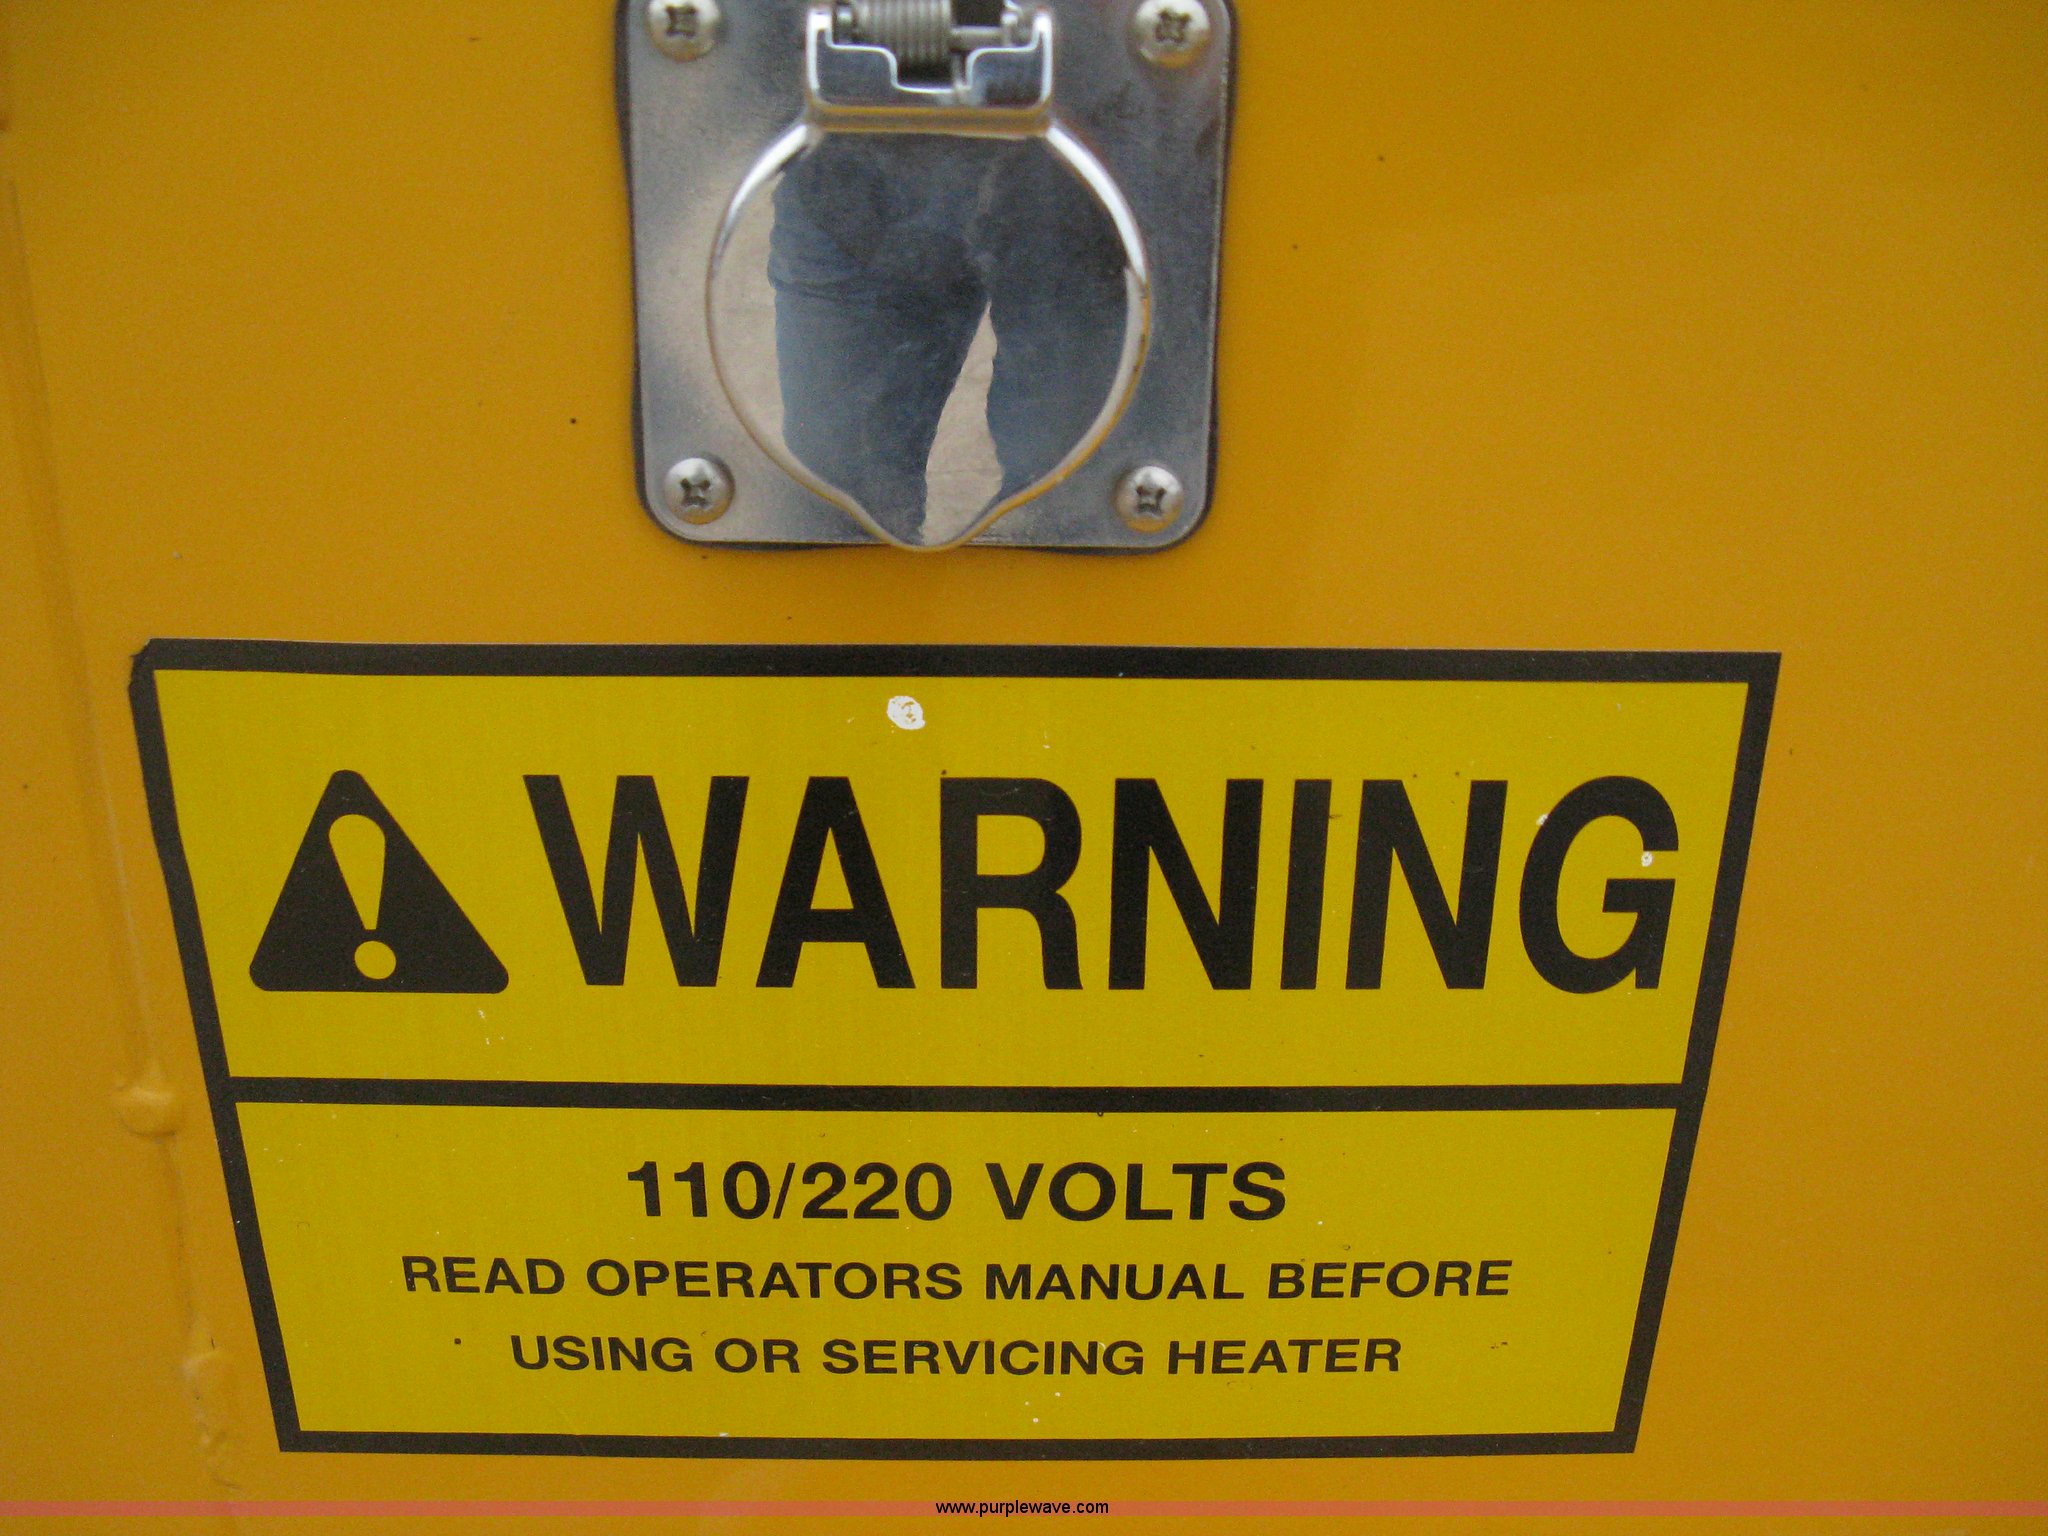 WARNING
110/220 VOLTS
READ OPERATORS MANUAL BEFORE
USING OR SERVICING HEATER
www.purplewave.com